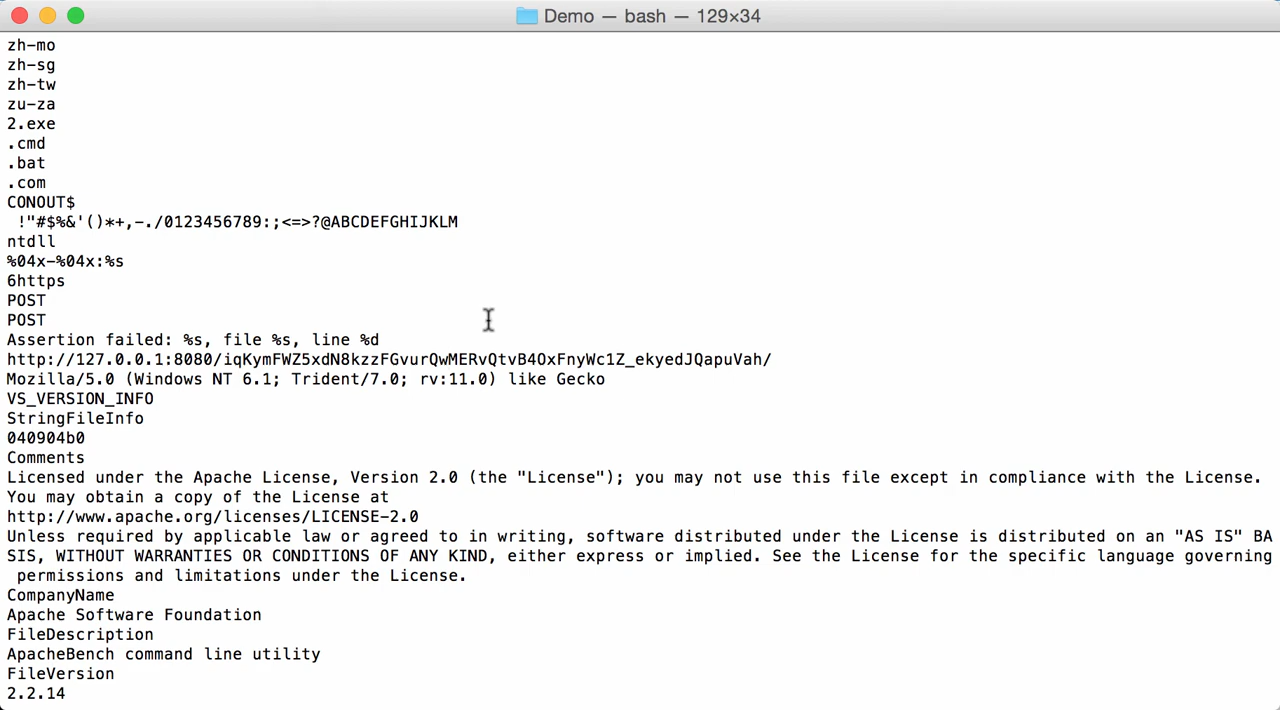 Demo — bash — 129×34
zh-mo
zh-sg
zh-tw
zu-za
2.exe
.cmd
.bat
.com
CONOUT$
 !"#$%&'()*+,-./0123456789:;<=>?@ABCDEFGHIJKLM
ntdll
%04x-%04x:%s
6https
POST
POST
Assertion failed: %s, file %s, line %d
http://127.0.0.1:8080/iqKymFWZ5xdN8kzzFGvurQwMERvQtvB4OxFnyWc1Z_ekyedJQapuVah/
Mozilla/5.0 (Windows NT 6.1; Trident/7.0; rv:11.0) like Gecko
VS_VERSION_INFO
StringFileInfo
040904b0
Comments
Licensed under the Apache License, Version 2.0 (the "License"); you may not use this file except in compliance with the License.
You may obtain a copy of the License at
http://www.apache.org/licenses/LICENSE-2.0
Unless required by applicable law or agreed to in writing, software distributed under the License is distributed on an "AS IS" BA
SIS, WITHOUT WARRANTIES OR CONDITIONS OF ANY KIND, either express or implied. See the License for the specific language governing
 permissions and limitations under the License.
CompanyName
Apache Software Foundation
FileDescription
ApacheBench command line utility
FileVersion
2.2.14